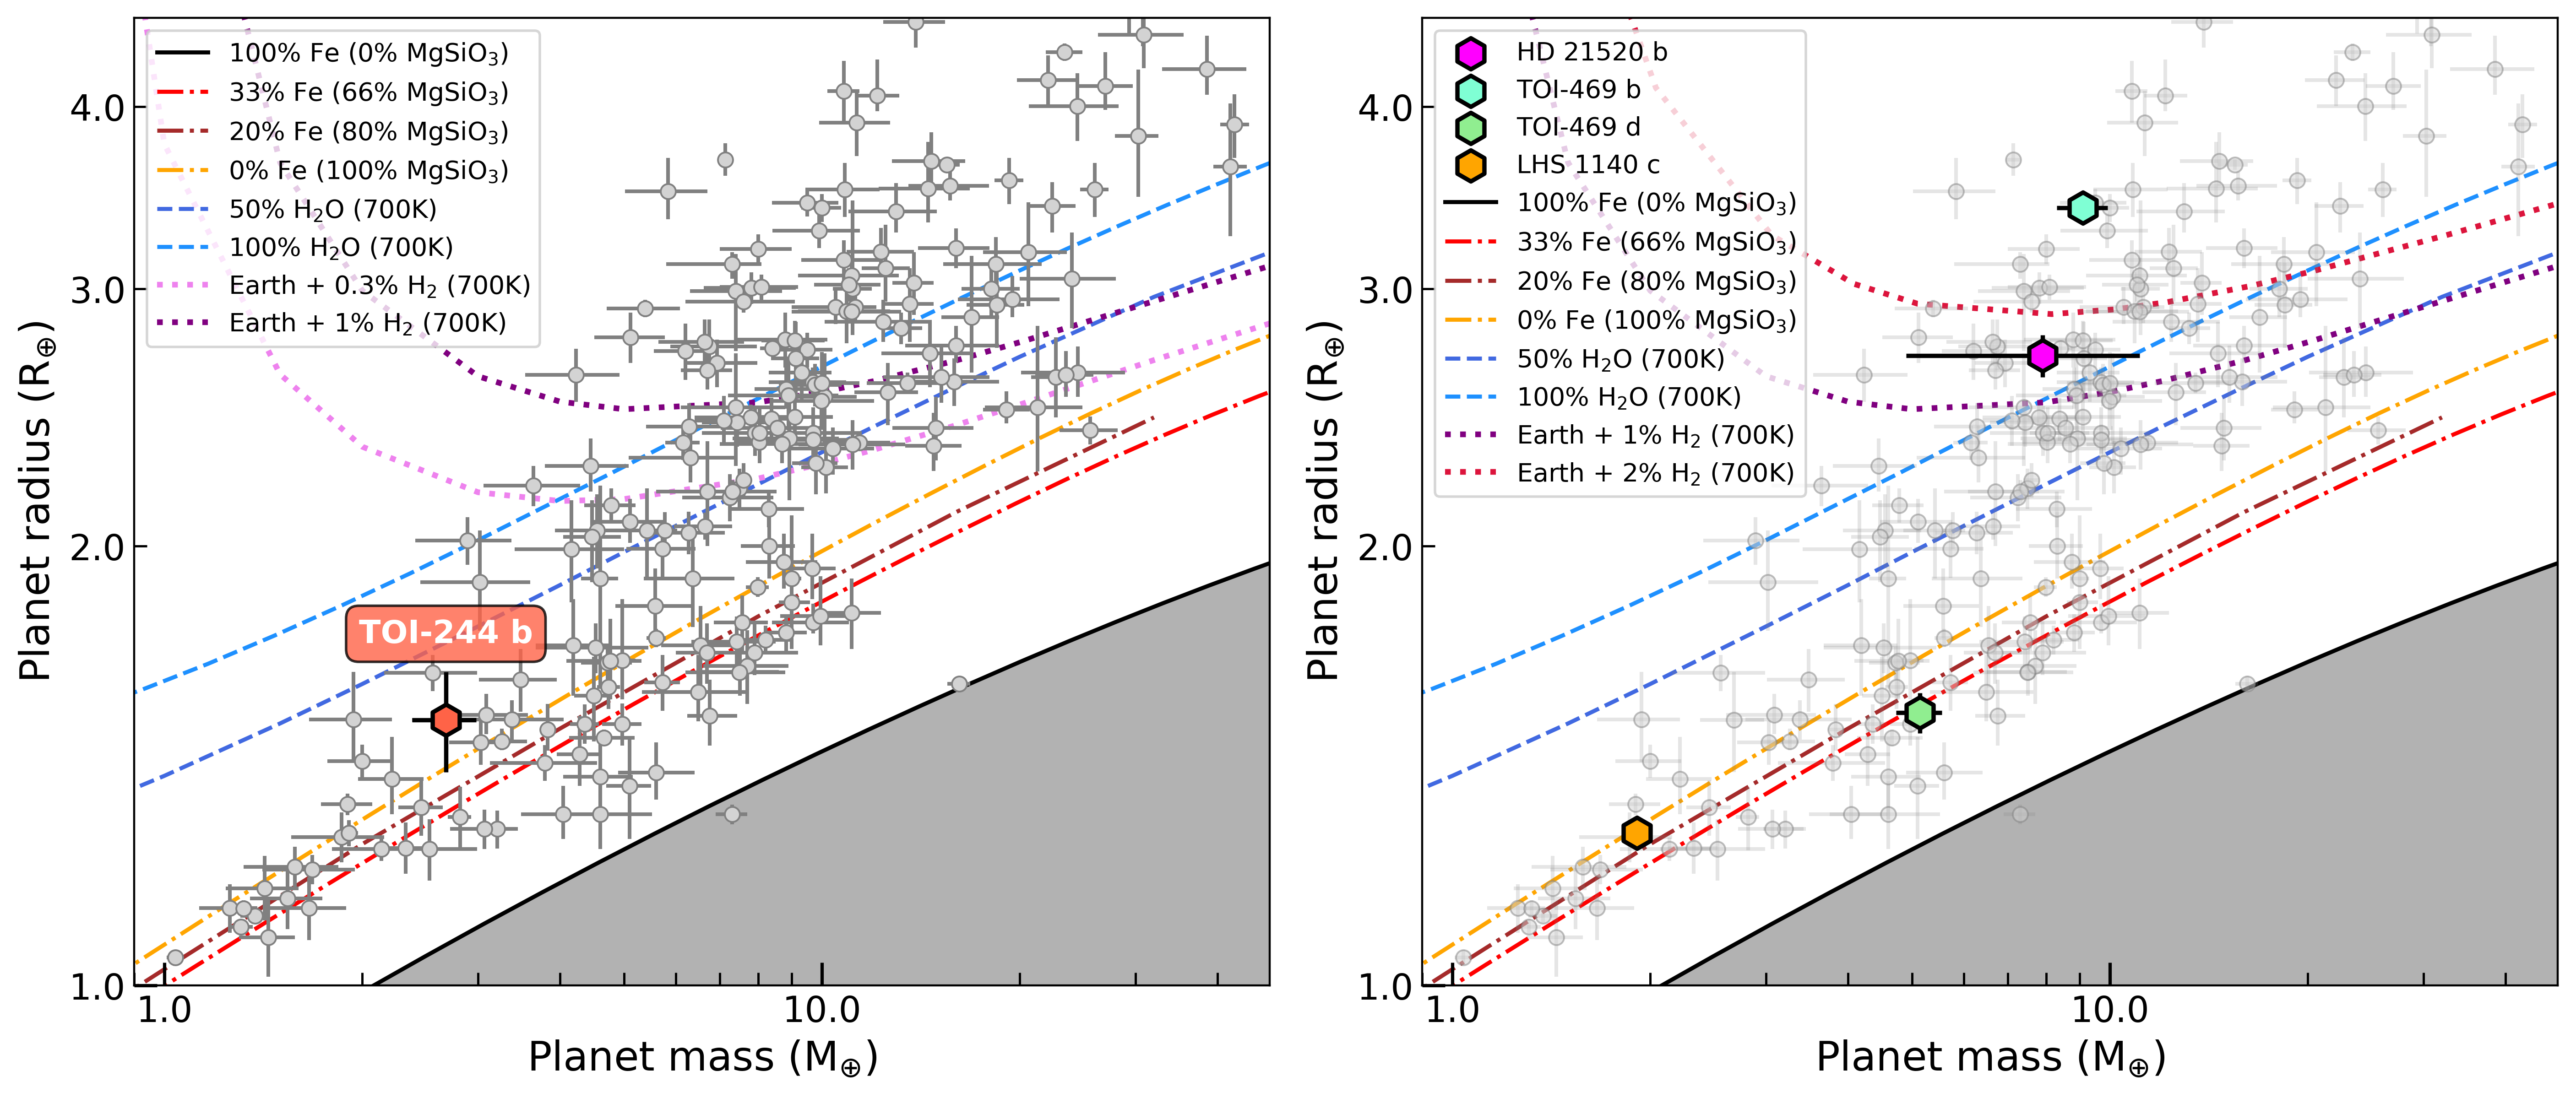 100% Fe (0% MgSiO₃)
33% Fe (66% MgSiO₃)
20% Fe (80% MgSiO₃)
0% Fe (100% MgSiO₃)
50% H₂O (700K)
100% H₂O (700K)
Earth + 0.3% H₂ (700K)
Earth + 1% H₂ (700K)
TOI-244 b
4.0
3.0
2.0
1.0
Planet radius (R⊕)
1.0
10.0
Planet mass (M⊕)
HD 21520 b
TOI-469 b
TOI-469 d
LHS 1140 c
100% Fe (0% MgSiO₃)
33% Fe (66% MgSiO₃)
20% Fe (80% MgSiO₃)
0% Fe (100% MgSiO₃)
50% H₂O (700K)
100% H₂O (700K)
Earth + 1% H₂ (700K)
Earth + 2% H₂ (700K)
4.0
3.0
2.0
1.0
Planet radius (R⊕)
1.0
10.0
Planet mass (M⊕)